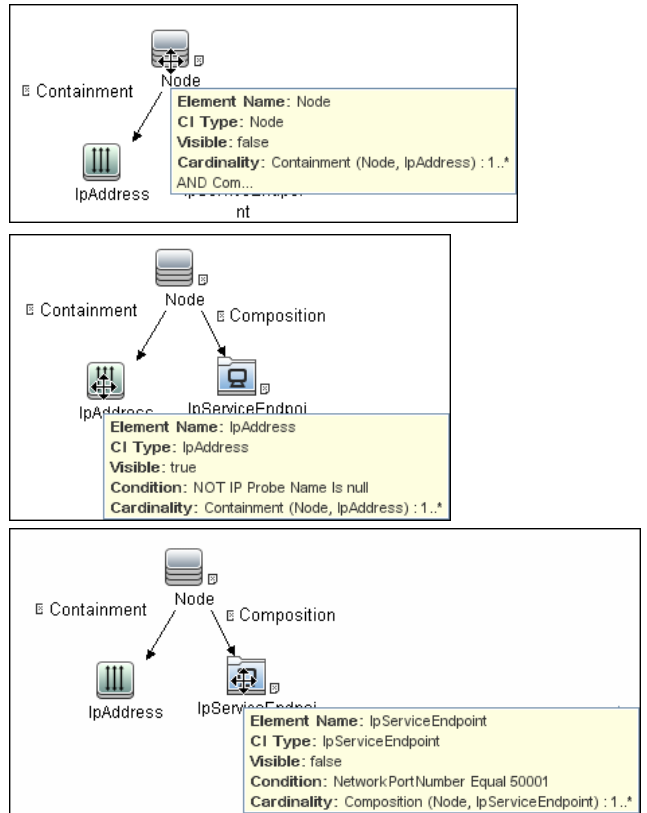 Node
Containment
Element Name: Node
CI Type: Node
Visible: false
Cardinality: Containment (Node, IpAddress) : 1..*
AND Com...
IpAddress
nt
Node
Containment
Composition
IpAddress
IpServiceEndpoi
Element Name: IpAddress
CI Type: IpAddress
Visible: true
Condition: NOT IP Probe Name Is null
Cardinality: Containment (Node, IpAddress) : 1..*
Node
Containment
Composition
IpAddress
IpServiceEndpoi
Element Name: IpServiceEndpoint
CI Type: IpServiceEndpoint
Visible: false
Condition: NetworkPortNumber Equal 50001
Cardinality: Composition (Node, IpServiceEndpoint) : 1..*